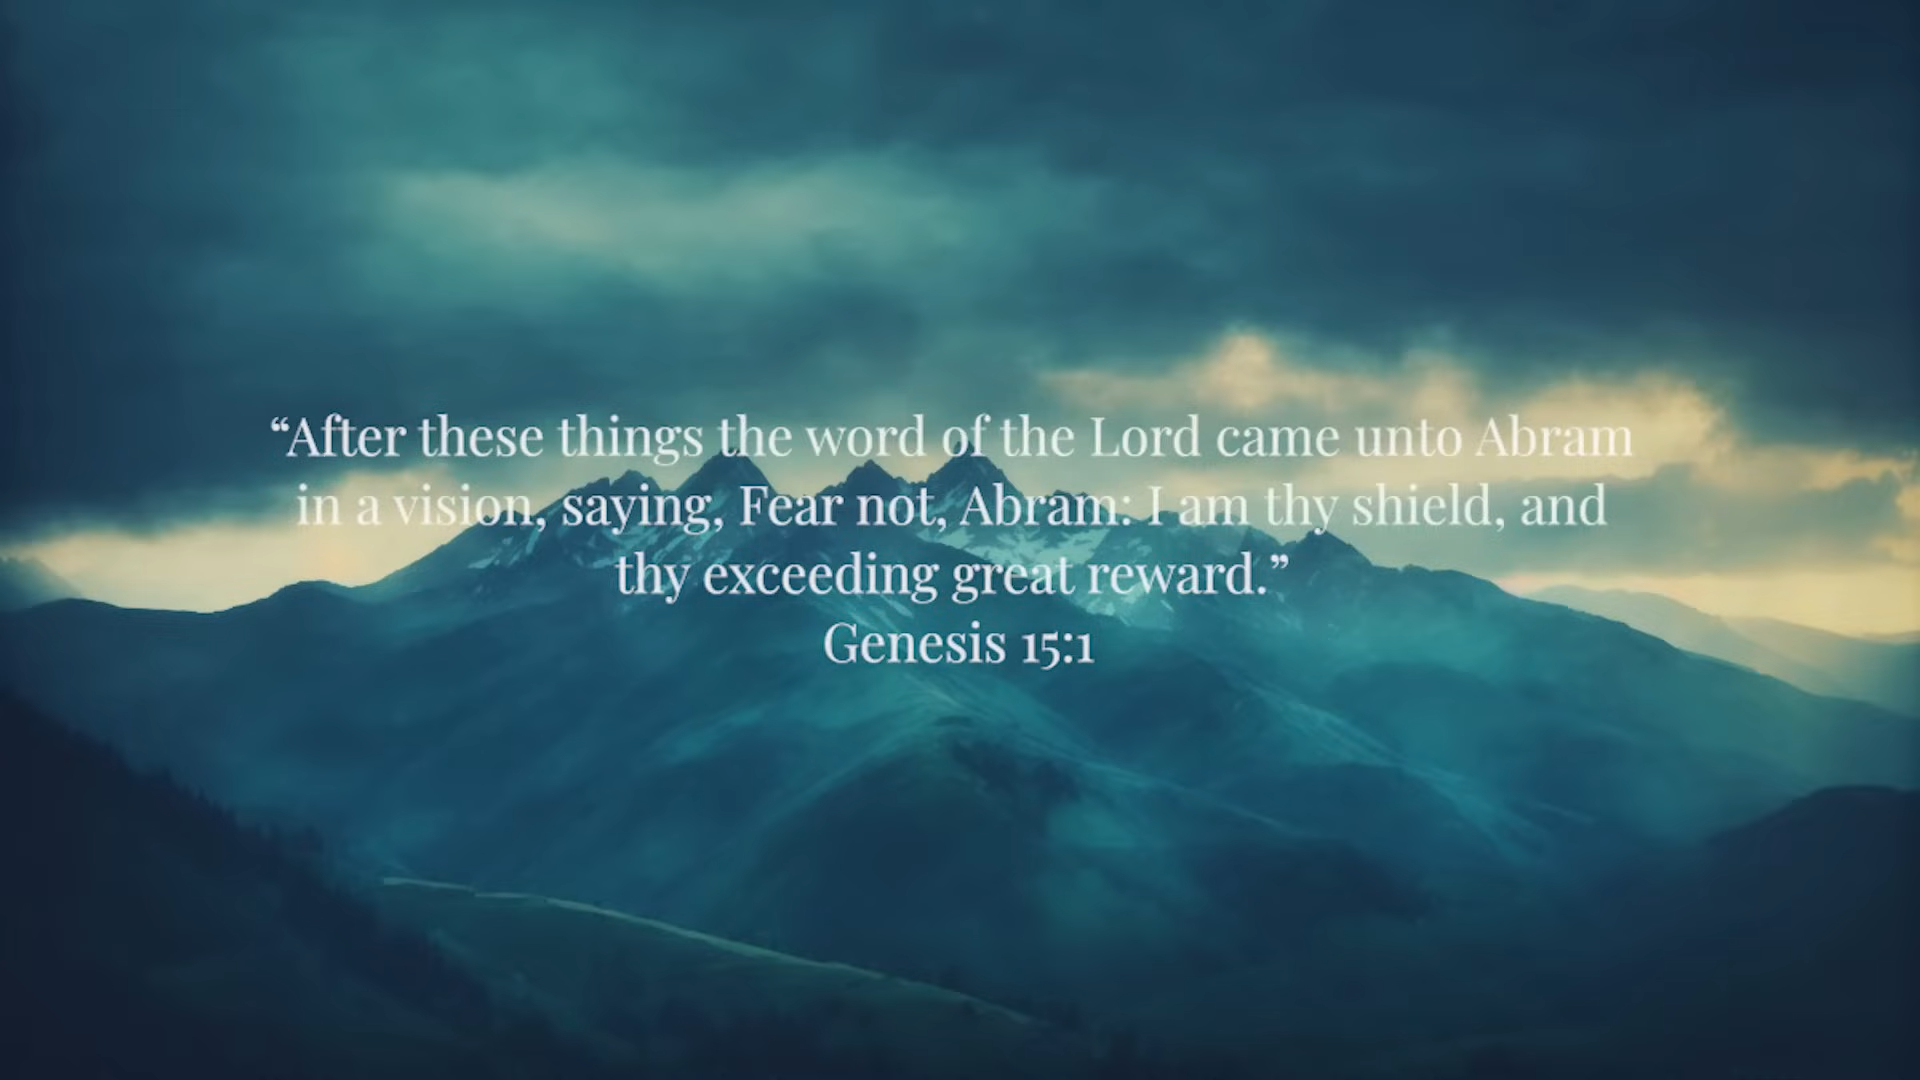 “After these things the word of the Lord came unto Abram
in a vision, saying, Fear not, Abram: I am thy shield, and
thy exceeding great reward.”
Genesis 15:1